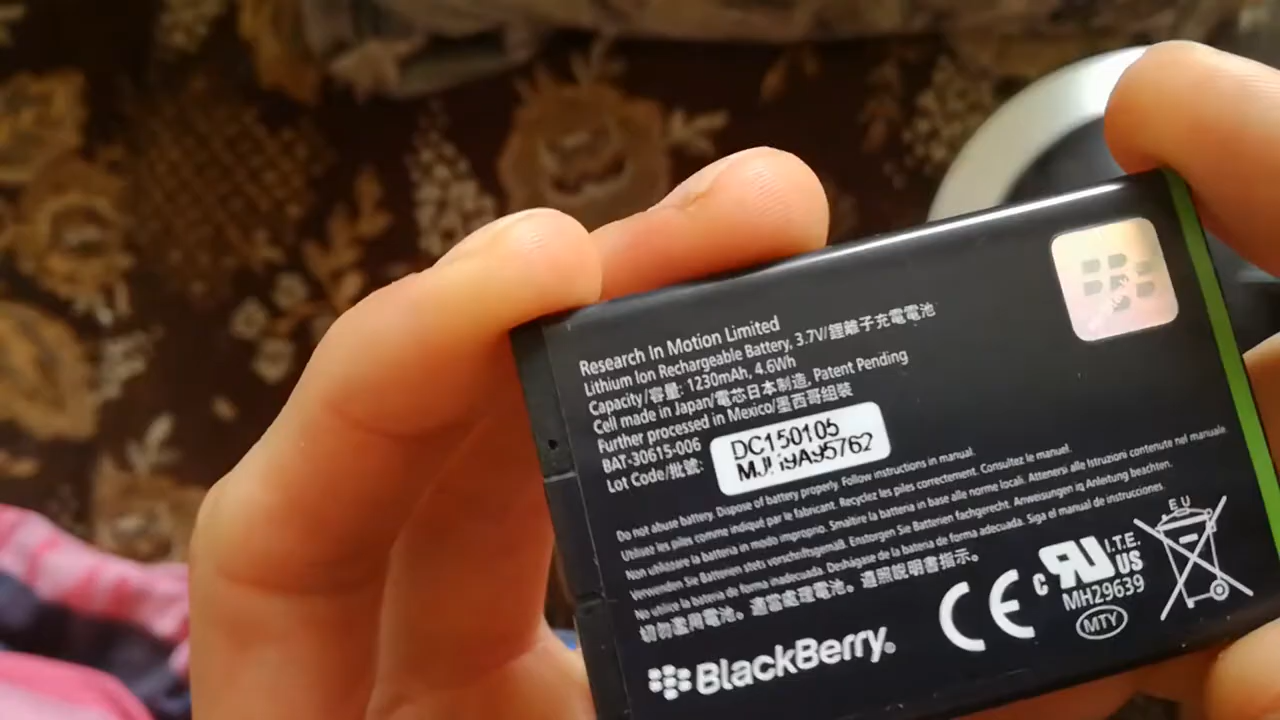 Research In Motion Limited
Lithium Ion Rechargeable Battery, 3.7V/鋰離子充電電池
Capacity/容量: 1230mAh, 4.6Wh
Cell made in Japan/電芯日本制造, Patent Pending
Further processed in Mexico/墨西哥組裝
BAT-30615-006
Lot Code/批號:
DC150105
Do not abuse battery. Dispose of battery properly. Follow instructions in manual.
Utilisez les piles comme indiqué par le fabricant. Recyclez les piles correctement. Consultez le manuel.
Non utilizzare la batteria in modo improprio. Smaltire la batteria in base alle norme locali. Attenersi alle Istruzioni contenute nel manuale.
Verwenden Sie Batterien stets vorschriftsgemäß. Entsorgen Sie Batterien fachgerecht. Anweisungen in Anleitung beachten.
No utilice la batería de forma inadecuada. Deshágase de la batería de forma adecuada. Siga el manual de instrucciones.
切勿濫用電池。適當處理電池。遵照說明書指示。
BlackBerry®
CE
c RU US
I.T.E.
MH29639
MTY
EU